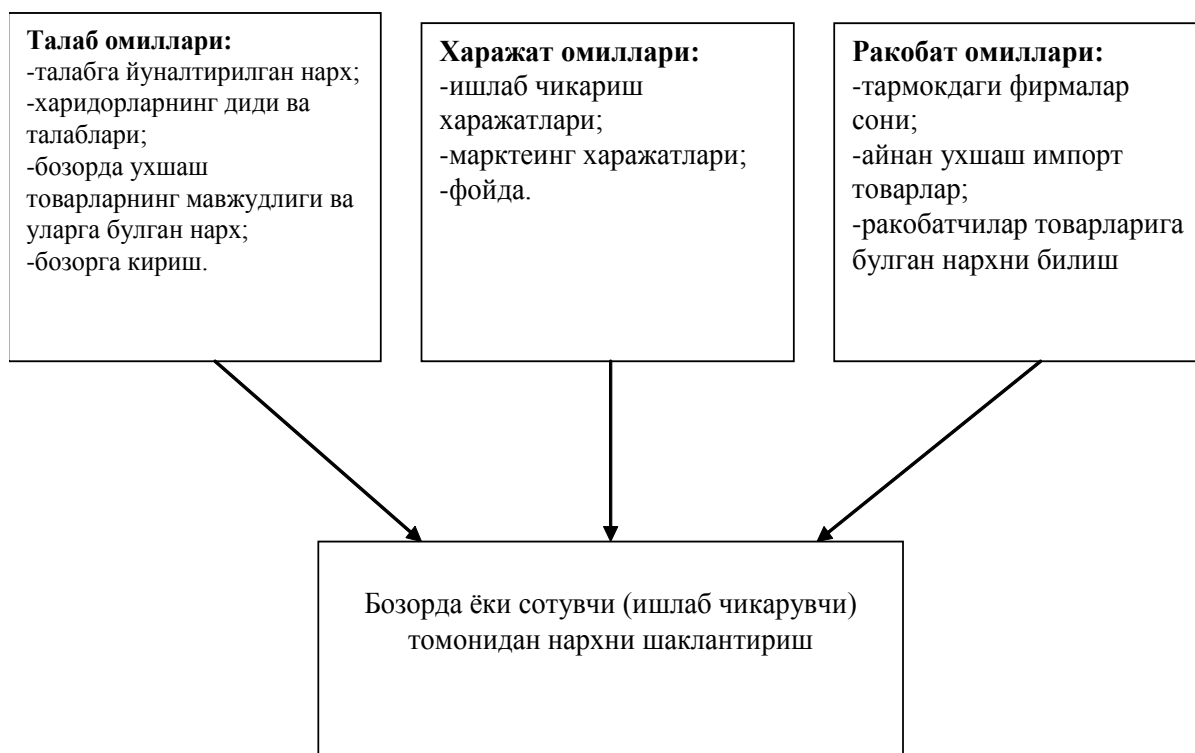 Талаб омиллари:
-талабга йуналтирилган нарх;
-харидорларнинг диди ва
талаблари;
-бозорда ухшаш
товарларнинг мавжудлиги ва
уларга булган нарх;
-бозорга кириш.
Харажат омиллари:
-ишлаб чикариш
харажатлари;
-марктеинг харажатлари;
-фойда.
Ракобат омиллари:
-тармокдаги фирмалар
сони;
-айнан ухшаш импорт
товарлар;
-ракобатчилар товарларига
булган нархни билиш
Бозорда ёки сотувчи (ишлаб чикарувчи)
томонидан нархни шаклантириш